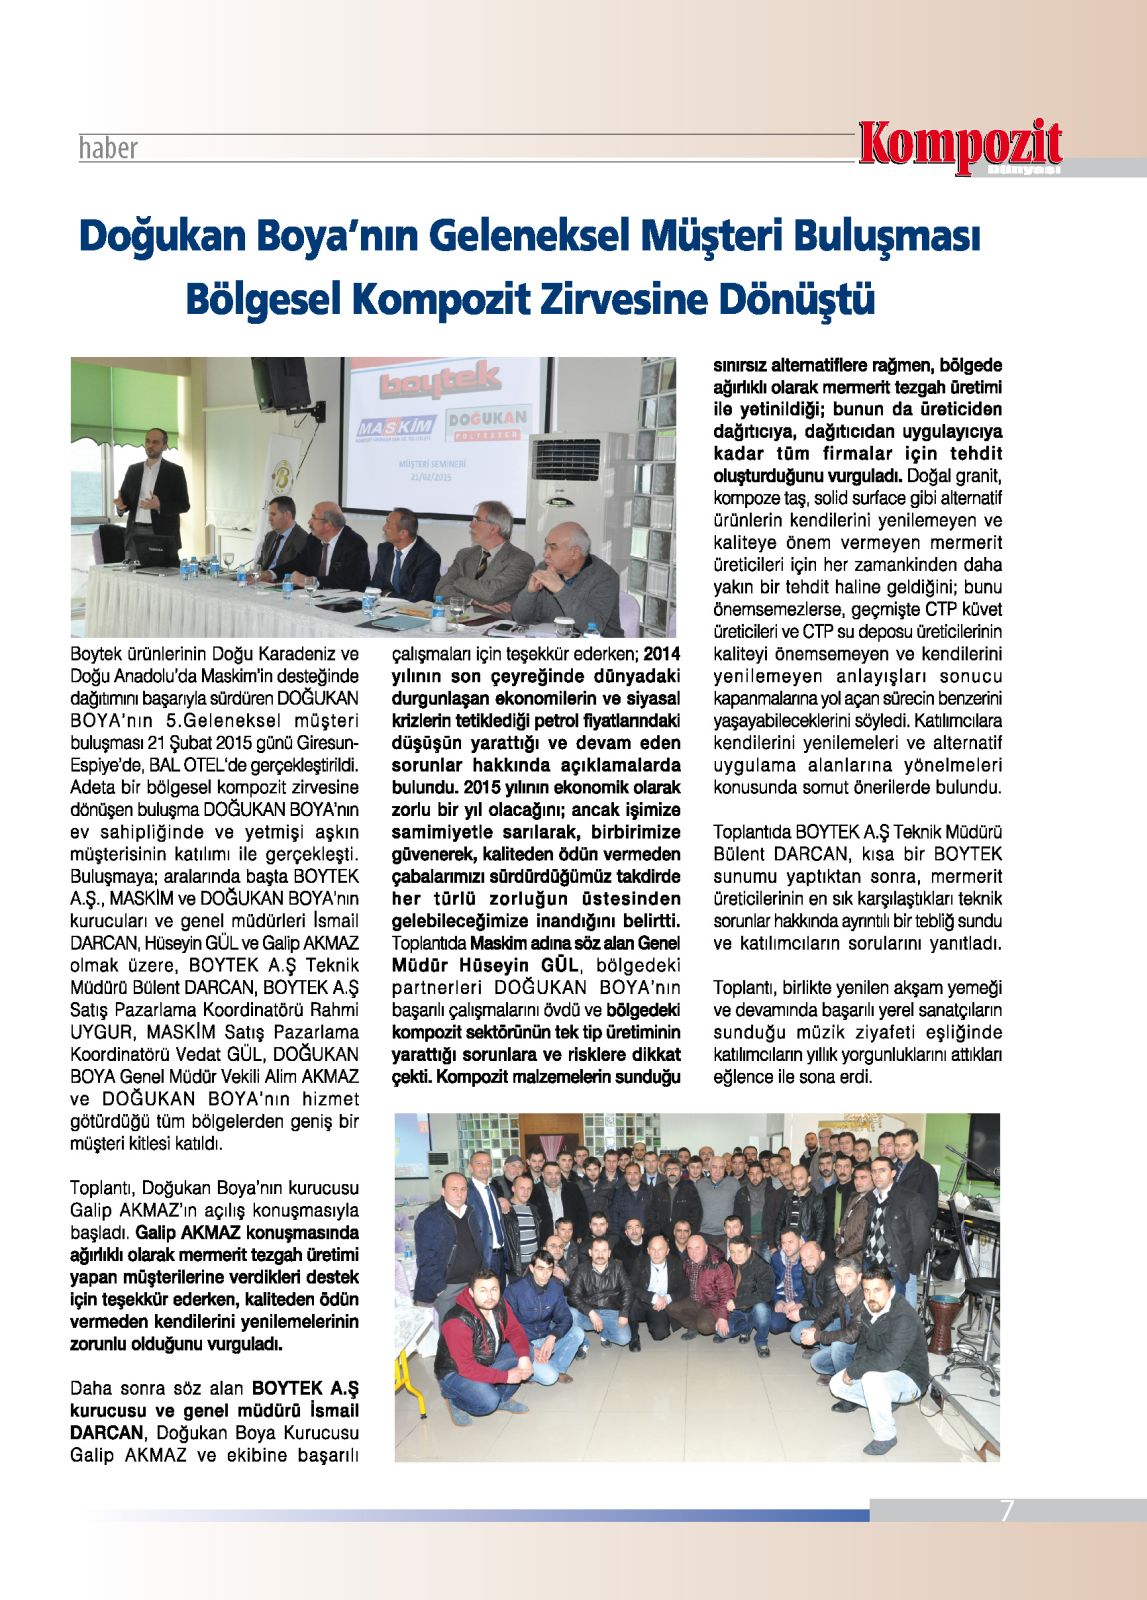 haber
Kompozit
Dünyası
Doğukan Boya’nın Geleneksel Müşteri Buluşması
Bölgesel Kompozit Zirvesine Dönüştü
boytek
MASKİM
DOĞUKAN
POLYESTER
MÜŞTERİ SEMİNERİ
21/02/2015
Boytek ürünlerinin Doğu Karadeniz ve
Doğu Anadolu’da Maskim’in desteğinde
dağıtımını başarıyla sürdüren DOĞUKAN
BOYA’nın 5.Geleneksel müşteri
buluşması 21 Şubat 2015 günü Giresun-
Espiye’de, BAL OTEL‘de gerçekleştirildi.
Adeta bir bölgesel kompozit zirvesine
dönüşen buluşma DOĞUKAN BOYA’nın
ev sahipliğinde ve yetmişi aşkın
müşterisinin katılımı ile gerçekleşti.
Buluşmaya; aralarında başta BOYTEK
A.Ş., MASKİM ve DOĞUKAN BOYA’nın
kurucuları ve genel müdürleri İsmail
DARCAN, Hüseyin GÜL ve Galip AKMAZ
olmak üzere, BOYTEK A.Ş Teknik
Müdürü Bülent DARCAN, BOYTEK A.Ş
Satış Pazarlama Koordinatörü Rahmi
UYGUR, MASKİM Satış Pazarlama
Koordinatörü Vedat GÜL, DOĞUKAN
BOYA Genel Müdür Vekili Alim AKMAZ
ve DOĞUKAN BOYA’nın hizmet
götürdüğü tüm bölgelerden geniş bir
müşteri kitlesi katıldı.
Toplantı, Doğukan Boya’nın kurucusu
Galip AKMAZ’ın açılış konuşmasıyla
başladı. Galip AKMAZ konuşmasında
ağırlıklı olarak mermerit tezgah üretimi
yapan müşterilerine verdikleri destek
için teşekkür ederken, kaliteden ödün
vermeden kendilerini yenilemelerinin
zorunlu olduğunu vurguladı.
Daha sonra söz alan BOYTEK A.Ş
kurucusu ve genel müdürü İsmail
DARCAN, Doğukan Boya Kurucusu
Galip AKMAZ ve ekibine başarılı
çalışmaları için teşekkür ederken; 2014
yılının son çeyreğinde dünyadaki
durgunlaşan ekonomilerin ve siyasal
krizlerin tetiklediği petrol fiyatlarındaki
düşüşün yarattığı ve devam eden
sorunlar hakkında açıklamalarda
bulundu. 2015 yılının ekonomik olarak
zorlu bir yıl olacağını; ancak işimize
samimiyetle sarılarak, birbirimize
güvenerek, kaliteden ödün vermeden
çabalarımızı sürdürdüğümüz takdirde
her türlü zorluğun üstesinden
gelebileceğimize inandığını belirtti.
Toplantıda Maskim adına söz alan Genel
Müdür Hüseyin GÜL, bölgedeki
partnerleri DOĞUKAN BOYA’nın
başarılı çalışmalarını övdü ve bölgedeki
kompozit sektörünün tek tip üretiminin
yarattığı sorunlara ve risklere dikkat
çekti. Kompozit malzemelerin sunduğu
sınırsız alternatiflere rağmen, bölgede
ağırlıklı olarak mermerit tezgah üretimi
ile yetinildiği; bunun da üreticiden
dağıtıcıya, dağıtıcıdan uygulayıcıya
kadar tüm firmalar için tehdit
oluşturduğunu vurguladı. Doğal granit,
kompoze taş, solid surface gibi alternatif
ürünlerin kendilerini yenilemeyen ve
kaliteye önem vermeyen mermerit
üreticileri için her zamankinden daha
yakın bir tehdit haline geldiğini; bunu
önemsemezlerse, geçmişte CTP küvet
üreticileri ve CTP su deposu üreticilerinin
kaliteyi önemsemeyen ve kendilerini
yenilemeyen anlayışları sonucu
kapanmalarına yol açan sürecin benzerini
yaşayabileceklerini söyledi. Katılımcılara
kendilerini yenilemeleri ve alternatif
uygulama alanlarına yönelmeleri
konusunda somut önerilerde bulundu.
Toplantıda BOYTEK A.Ş Teknik Müdürü
Bülent DARCAN, kısa bir BOYTEK
sunumu yaptıktan sonra, mermerit
üreticilerinin en sık karşılaştıkları teknik
sorunlar hakkında ayrıntılı bir tebliğ sundu
ve katılımcıların sorularını yanıtladı.
Toplantı, birlikte yenilen akşam yemeği
ve devamında başarılı yerel sanatçıların
sunduğu müzik ziyafeti eşliğinde
katılımcıların yıllık yorgunluklarını attıkları
eğlence ile sona erdi.
7